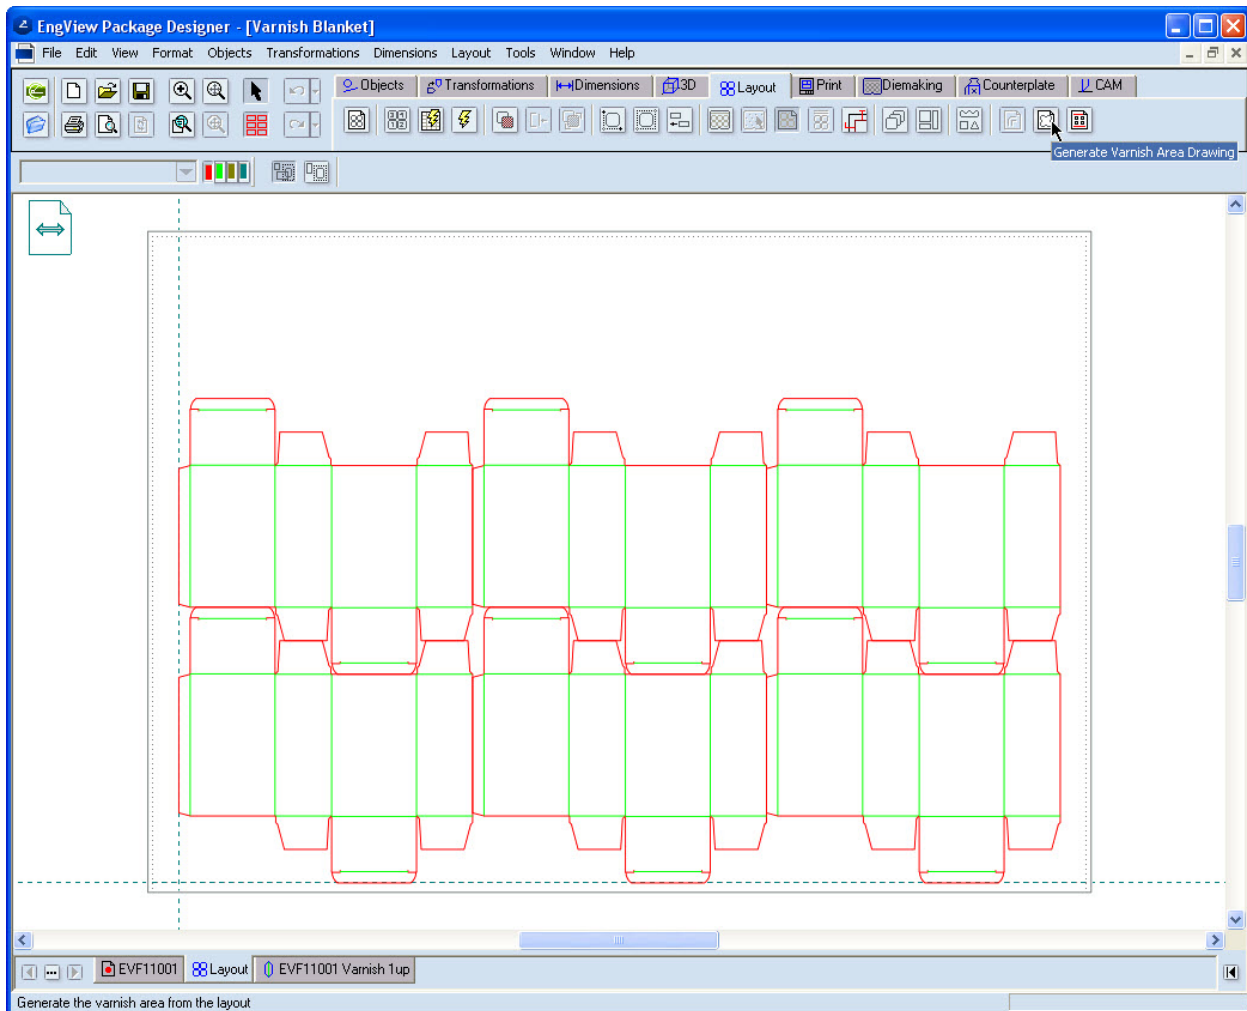 EngView Package Designer - [Varnish Blanket]
File Edit View Format Objects Transformations Dimensions Layout Tools Window Help
Objects Transformations Dimensions 3D Layout Print Diemaking Counterplate CAM
Generate Varnish Area Drawing
EVF11001 Layout EVF11001 Varnish 1up
Generate the varnish area from the layout